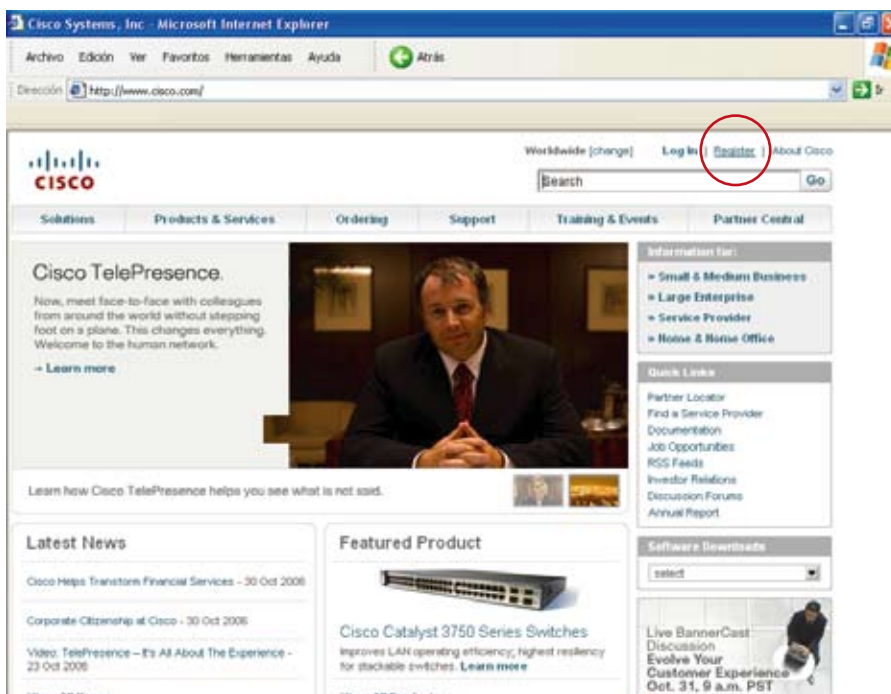 Cisco Systems, Inc - Microsoft Internet Explorer
Archivo Edición Ver Favoritos Herramientas Ayuda Atrás
Dirección http://www.cisco.com/ Ir
Worldwide [change] Log In | Register | About Cisco
CISCO
Search Go
Solutions Products & Services Ordering Support Training & Events Partner Central
Cisco TelePresence.
Now, meet face-to-face with colleagues
from around the world without stepping
foot on a plane. This changes everything.
Welcome to the human network.
Learn more
Information for:
» Small & Medium Business
» Large Enterprise
» Service Provider
» Home & Home Office
Quick Links
Partner Locator
Find a Service Provider
Documentation
Job Opportunities
RSS Feeds
Investor Relations
Discussion Forums
Annual Report
Learn how Cisco TelePresence helps you see what is not said.
Latest News
Cisco Helps Transform Financial Services - 30 Oct 2006
Corporate Citizenship at Cisco - 30 Oct 2006
Video: TelePresence – It's All About The Experience -
23 Oct 2006
Featured Product
Cisco Catalyst 3750 Series Switches
Improves LAN operating efficiency, highest resiliency
for stackable switches. Learn more
Software Downloads
select
Live BannerCast
Discussion
Evolve Your
Customer Experience
Oct. 31, 9 a.m. PST